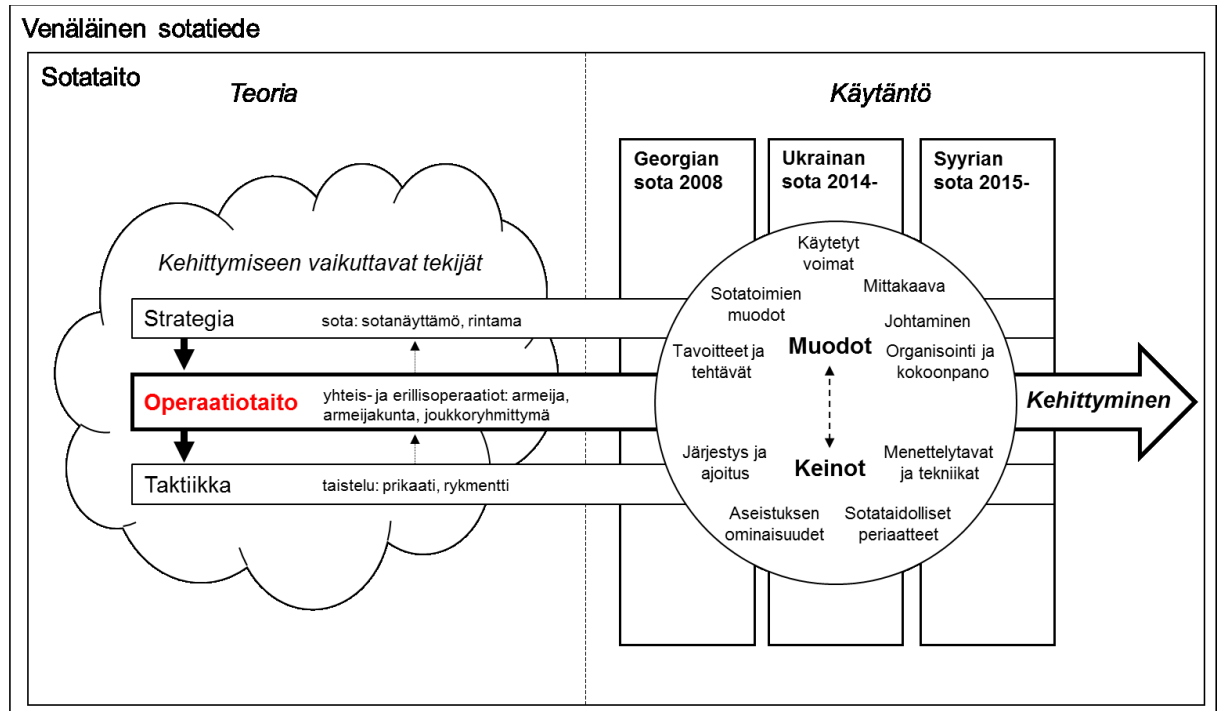 Venäläinen sotatiede
Sotataito
Teoria
Käytäntö
Georgian
sota 2008
Ukrainan
sota 2014-
Syyrian
sota 2015-
Kehittymiseen vaikuttavat tekijät
Strategia
sota: sotanäyttämö, rintama
Operaatiotaito
yhteis- ja erillisoperaatiot: armeija,
armeijakunta, joukkoryhmittymä
Taktiikka
taistelu: prikaati, rykmentti
Käytetyt
voimat
Mittakaava
Sotatoimien
muodot
Johtaminen
Muodot
Tavoitteet ja
tehtävät
Organisointi ja
kokoonpano
Kehittyminen
Järjestys ja
ajoitus
Keinot
Menettelytavat
ja tekniikat
Aseistuksen
ominaisuudet
Sotataidolliset
periaatteet